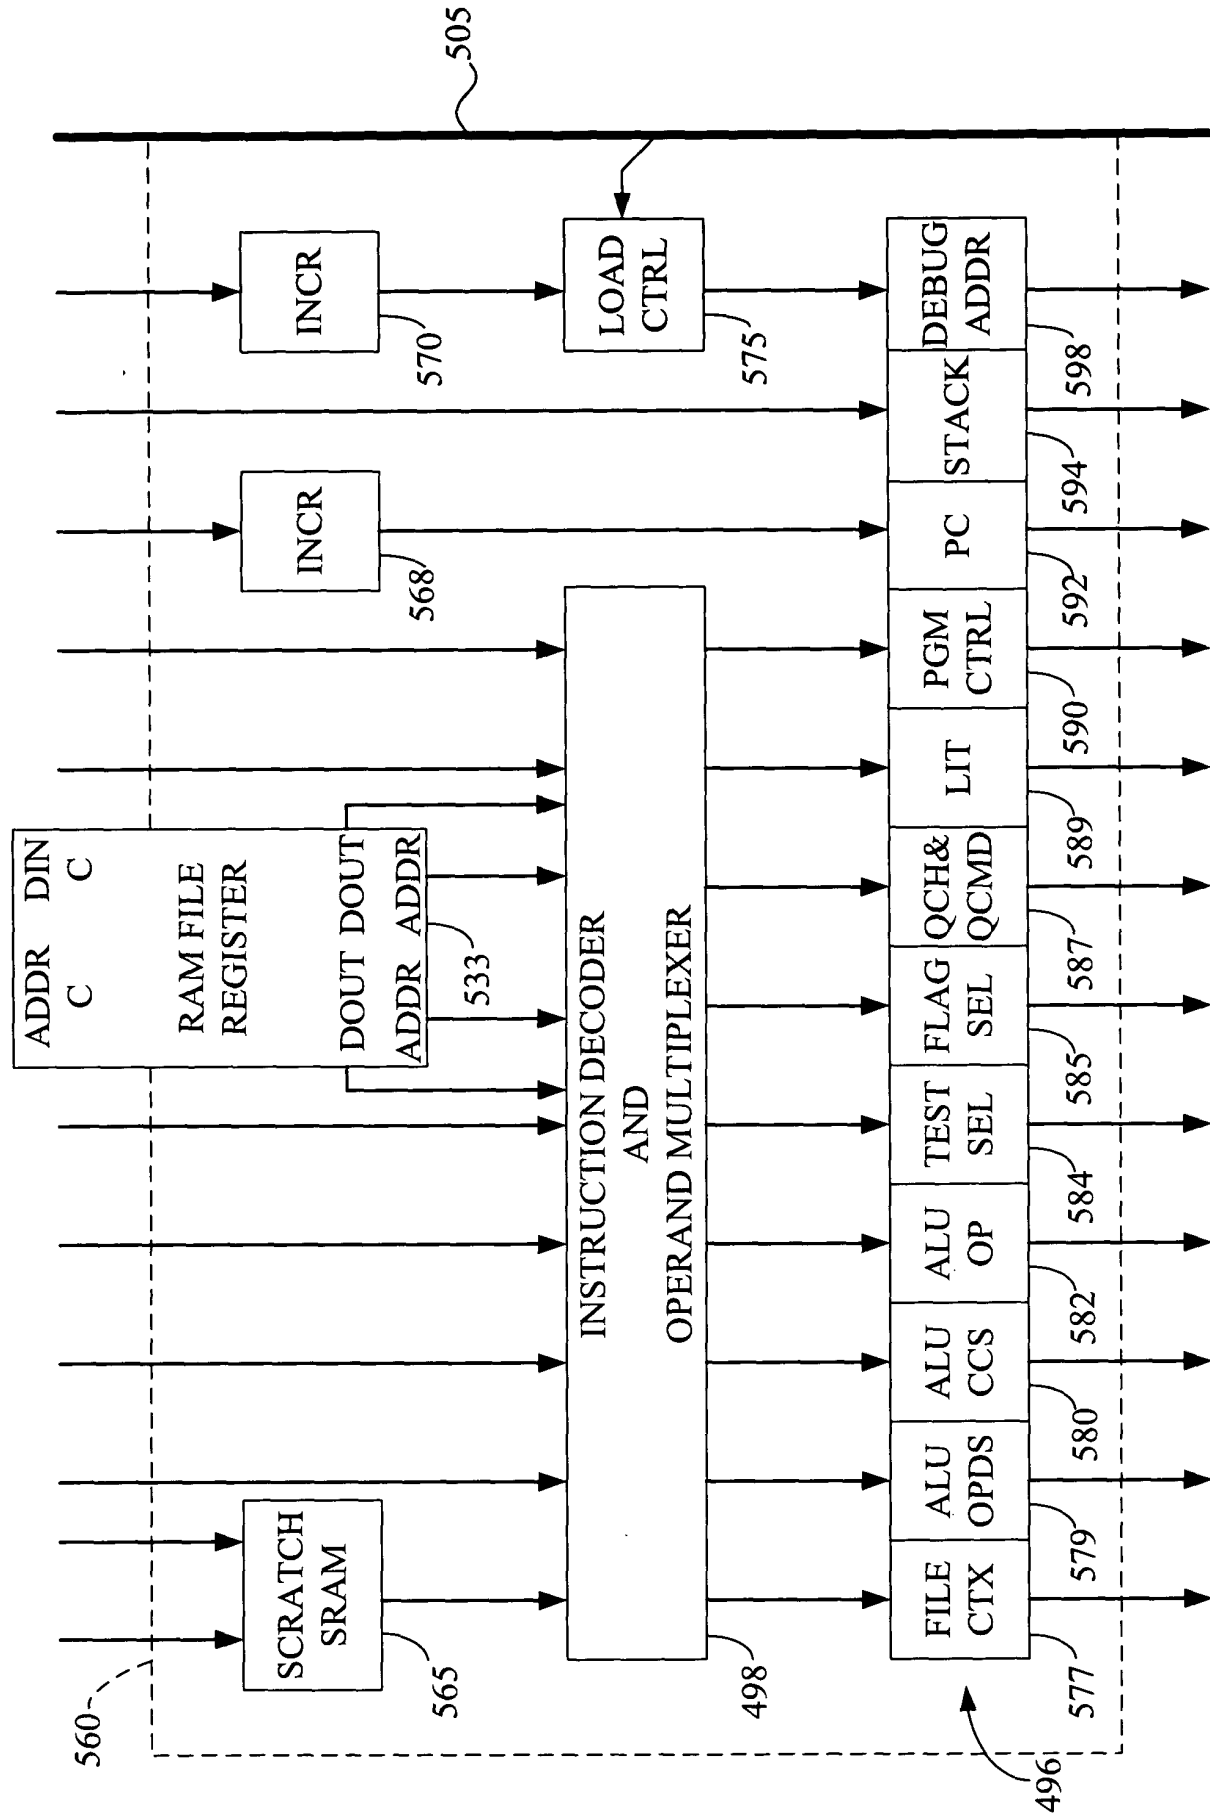 505
560
ADDR DIN
C C
RAM FILE
REGISTER
DOUT DOUT
ADDR ADDR
533
SCRATCH
SRAM
565
INCR
568
INCR
570
LOAD
CTRL
575
INSTRUCTION DECODER
AND
OPERAND MULTIPLEXER
498
496
FILE
CTX
577
ALU
OPDS
579
ALU
CCS
580
ALU
OP
582
TEST
SEL
584
FLAG
SEL
585
QCH&
QCMD
587
LIT
589
PGM
CTRL
590
PC
592
STACK
594
DEBUG
ADDR
598